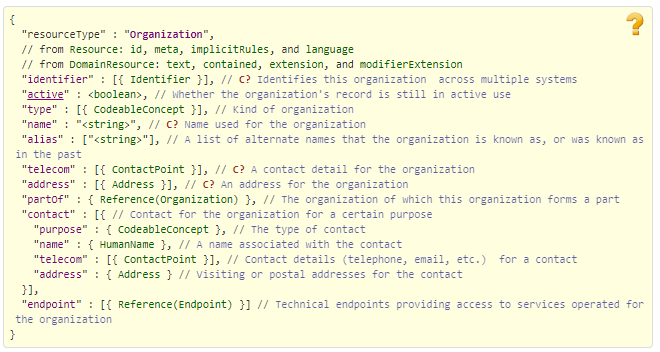 {
"resourceType" : "Organization",
// from Resource: id, meta, implicitRules, and language
// from DomainResource: text, contained, extension, and modifierExtension
"identifier" : [{ Identifier }], // C? Identifies this organization  across multiple systems
"active" : <boolean>, // Whether the organization's record is still in active use
"type" : [{ CodeableConcept }], // Kind of organization
"name" : "<string>", // C? Name used for the organization
"alias" : ["<string>"], // A list of alternate names that the organization is known as, or was known as
in the past
"telecom" : [{ ContactPoint }], // C? A contact detail for the organization
"address" : [{ Address }], // C? An address for the organization
"partOf" : { Reference(Organization) }, // The organization of which this organization forms a part
"contact" : [{ // Contact for the organization for a certain purpose
"purpose" : { CodeableConcept }, // The type of contact
"name" : { HumanName }, // A name associated with the contact
"telecom" : [{ ContactPoint }], // Contact details (telephone, email, etc.)  for a contact
"address" : { Address } // Visiting or postal addresses for the contact
}],
"endpoint" : [{ Reference(Endpoint) }] // Technical endpoints providing access to services operated for
the organization
}
?